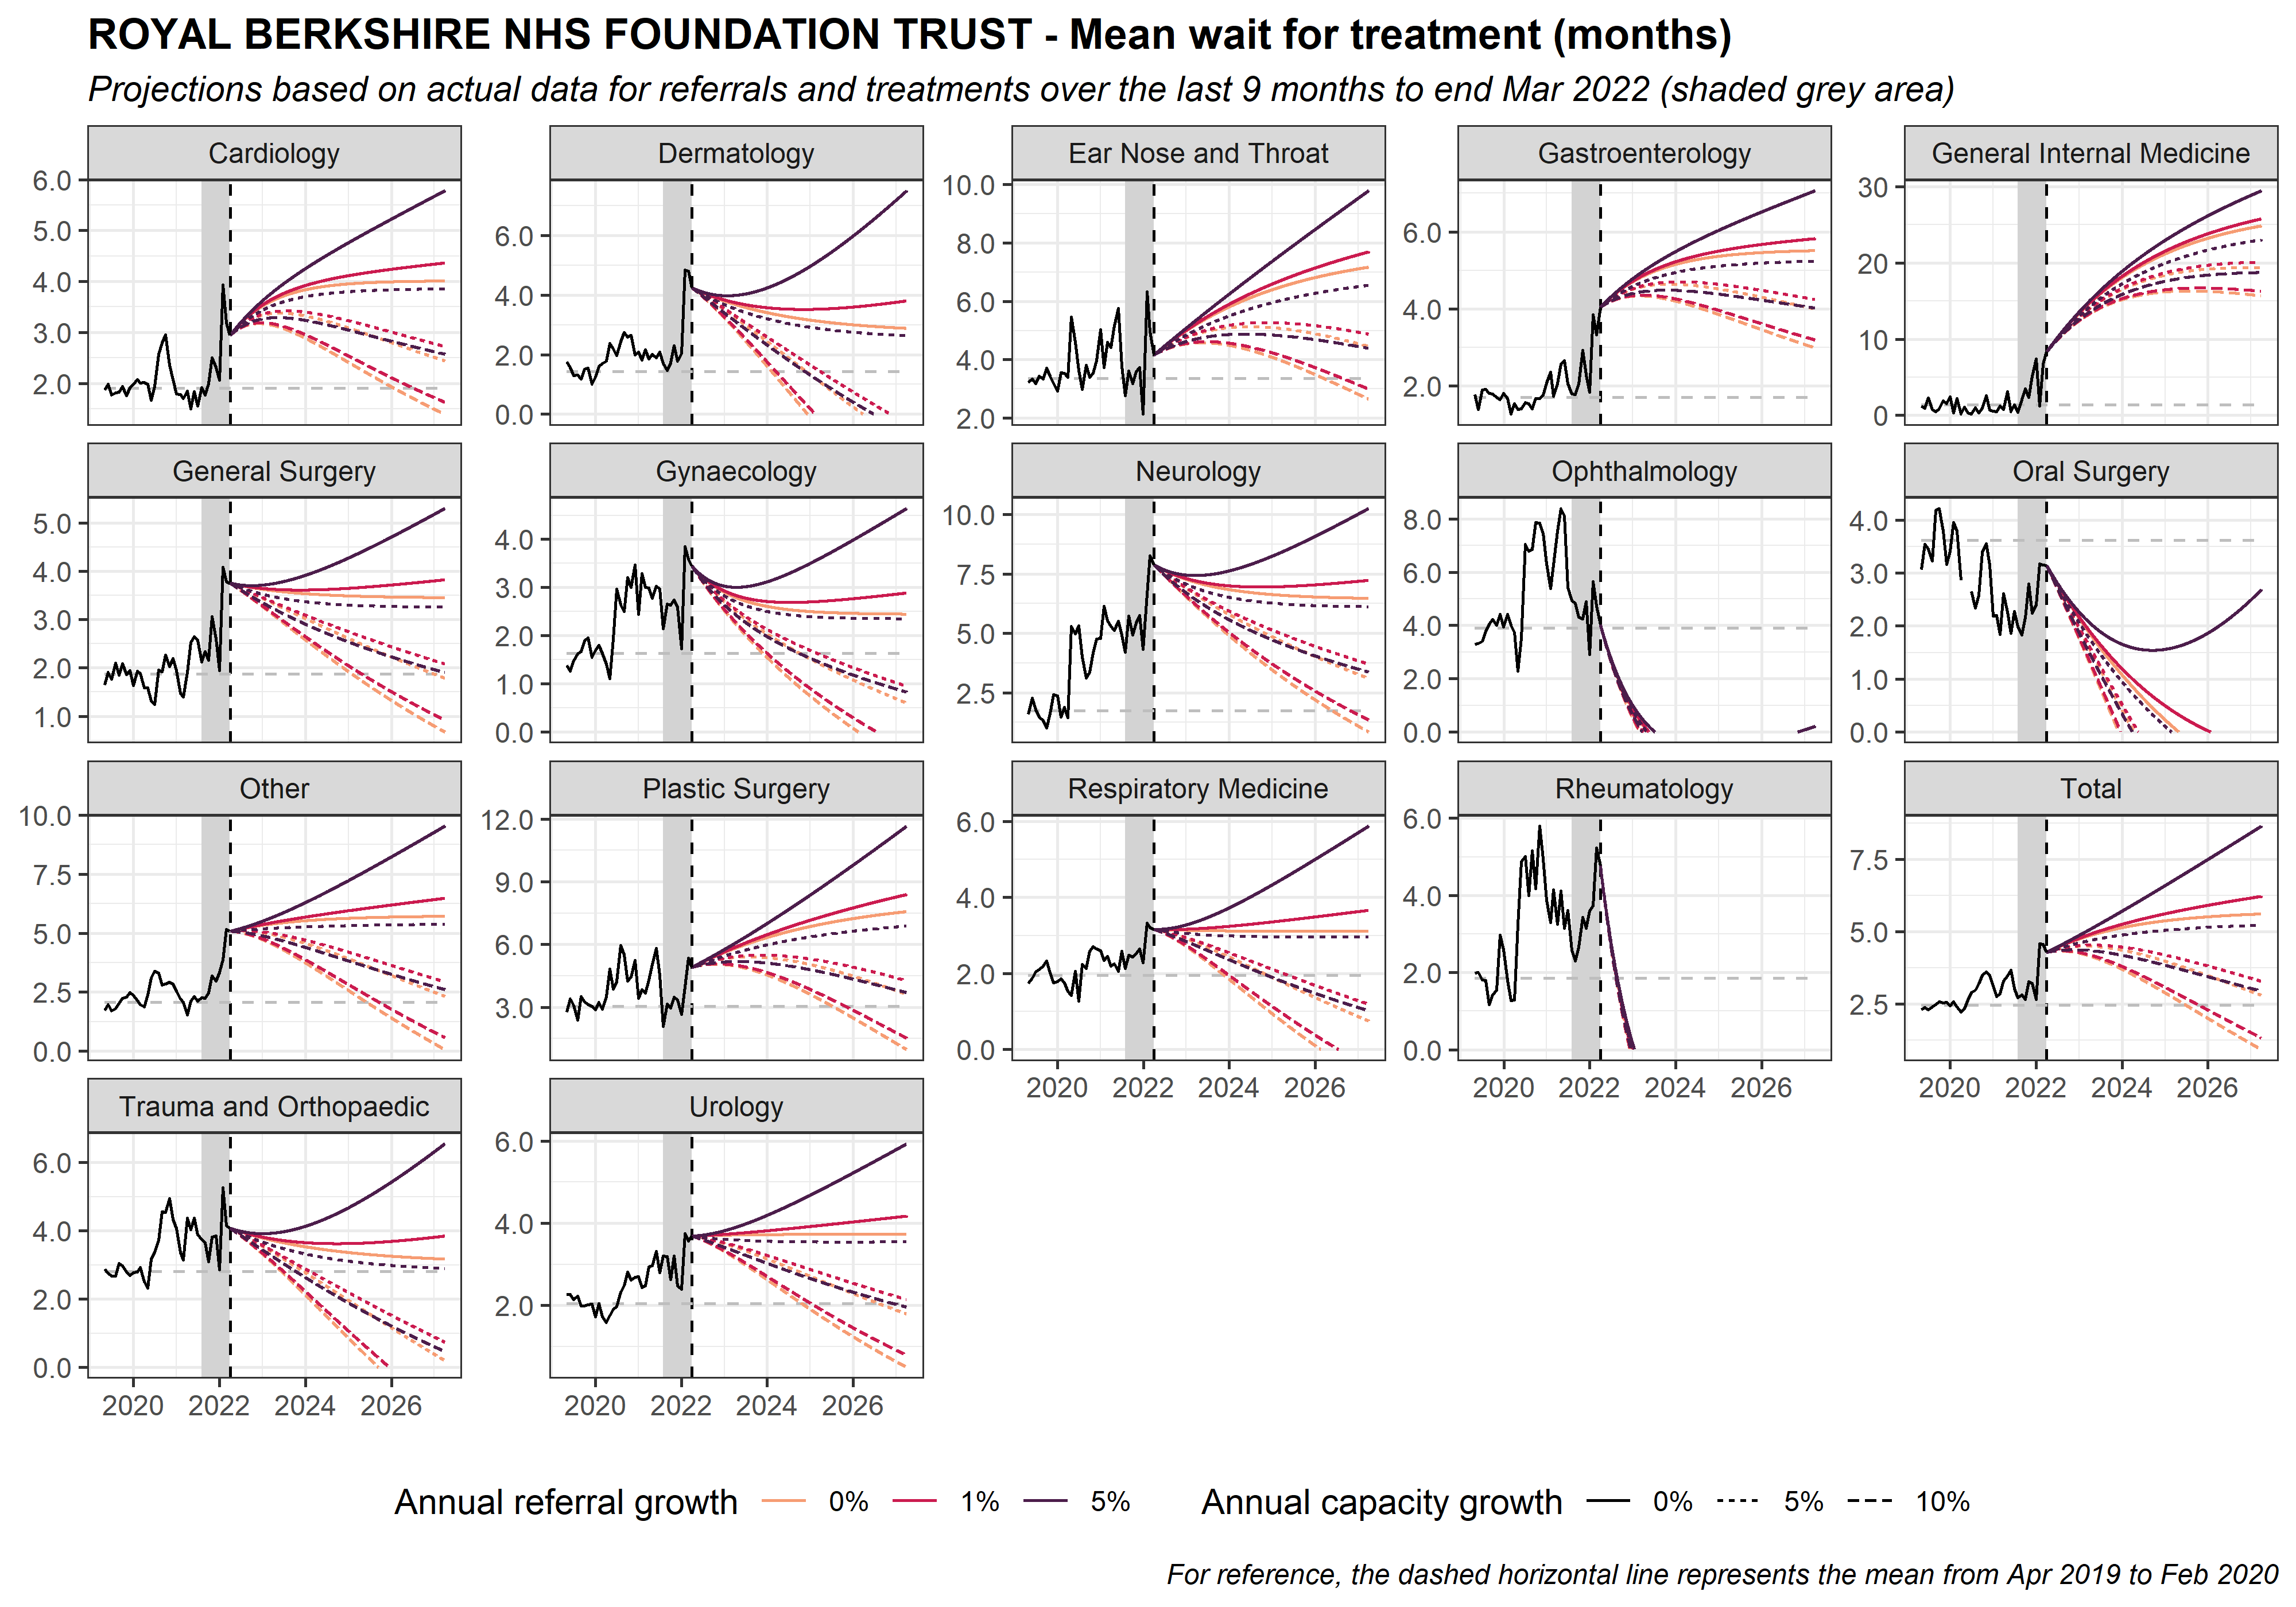 ROYAL BERKSHIRE NHS FOUNDATION TRUST - Mean wait for treatment (months)
Projections based on actual data for referrals and treatments over the last 9 months to end Mar 2022 (shaded grey area)
Cardiology
6.0
5.0
4.0
3.0
2.0
Dermatology
6.0
4.0
2.0
0.0
Ear Nose and Throat
10.0
8.0
6.0
4.0
2.0
Gastroenterology
6.0
4.0
2.0
General Internal Medicine
30
20
10
0
General Surgery
5.0
4.0
3.0
2.0
1.0
Gynaecology
4.0
3.0
2.0
1.0
0.0
Neurology
10.0
7.5
5.0
2.5
Ophthalmology
8.0
6.0
4.0
2.0
0.0
Oral Surgery
4.0
3.0
2.0
1.0
0.0
Other
10.0
7.5
5.0
2.5
0.0
Plastic Surgery
12.0
9.0
6.0
3.0
Respiratory Medicine
6.0
4.0
2.0
0.0
2020 2022 2024 2026
Rheumatology
6.0
4.0
2.0
0.0
2020 2022 2024 2026
Total
7.5
5.0
2.5
2020 2022 2024 2026
Trauma and Orthopaedic
6.0
4.0
2.0
0.0
2020 2022 2024 2026
Urology
6.0
4.0
2.0
2020 2022 2024 2026
Annual referral growth 0% 1% 5% Annual capacity growth 0% 5% 10%
For reference, the dashed horizontal line represents the mean from Apr 2019 to Feb 2020